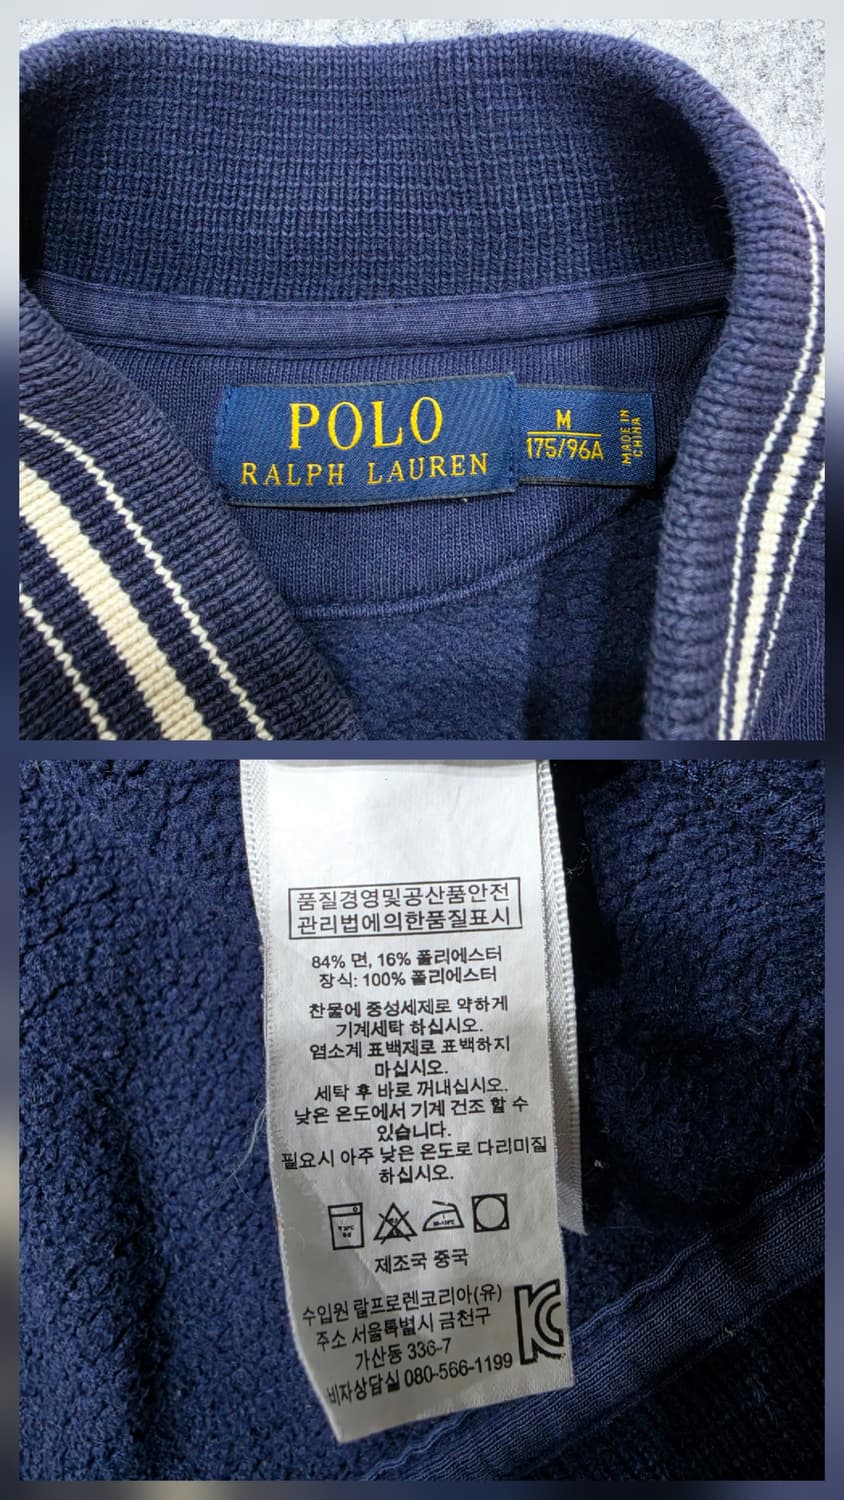 POLO
RALPH LAUREN
M
175/96A
MADE IN
CHINA
품질경영및공산품안전
관리법에의한품질표시
84% 면, 16% 폴리에스터
장식: 100% 폴리에스터
찬물에 중성세제로 약하게
기계세탁 하십시오.
염소계 표백제로 표백하지
마십시오.
세탁 후 바로 꺼내십시오.
낮은 온도에서 기계 건조 할 수
있습니다.
필요시 아주 낮은 온도로 다리미질
하십시오.
제조국 중국
수입원 랄프로렌코리아(유)
주소 서울특별시 금천구
가산동 336-7
비자상담실 080-566-1199